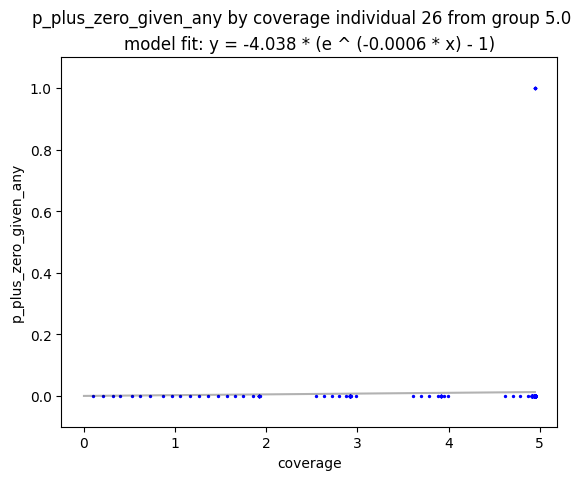 p_plus_zero_given_any by coverage individual 26 from group 5.0
model fit: y = -4.038 * (e ^ (-0.0006 * x) - 1)
1.0
0.8
0.6
0.4
0.2
0.0
p_plus_zero_given_any
0 1 2 3 4 5
coverage